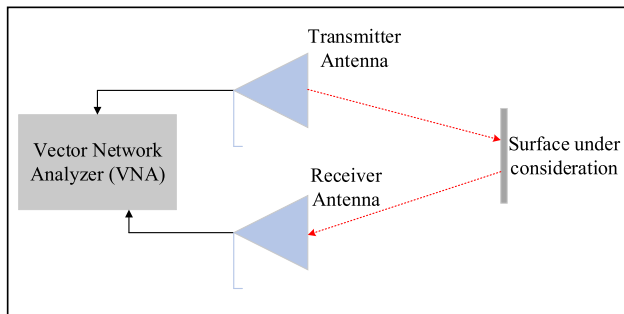 Transmitter
Antenna
Vector Network
Analyzer (VNA)
Surface under
consideration
Receiver
Antenna